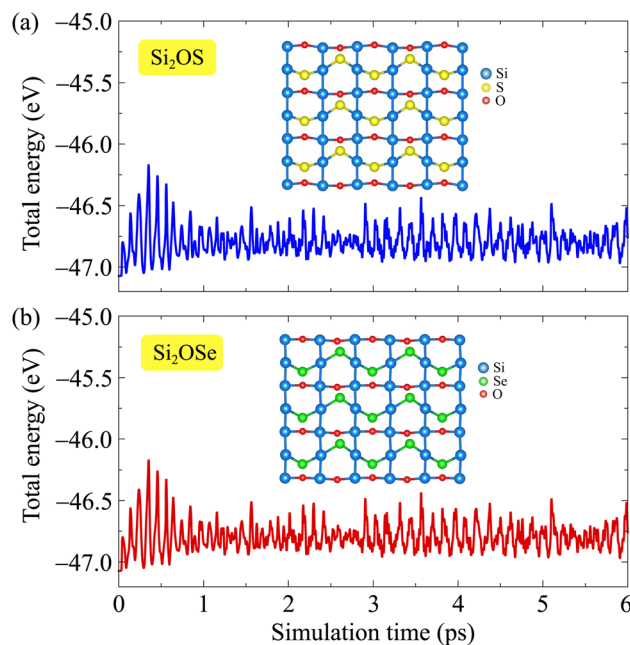 (a)
Si₂OS
Si
S
O
Total energy (eV)
−45.0
−45.5
−46.0
−46.5
−47.0
(b)
Si₂OSe
Si
Se
O
Total energy (eV)
−45.0
−45.5
−46.0
−46.5
−47.0
0 1 2 3 4 5 6
Simulation time (ps)